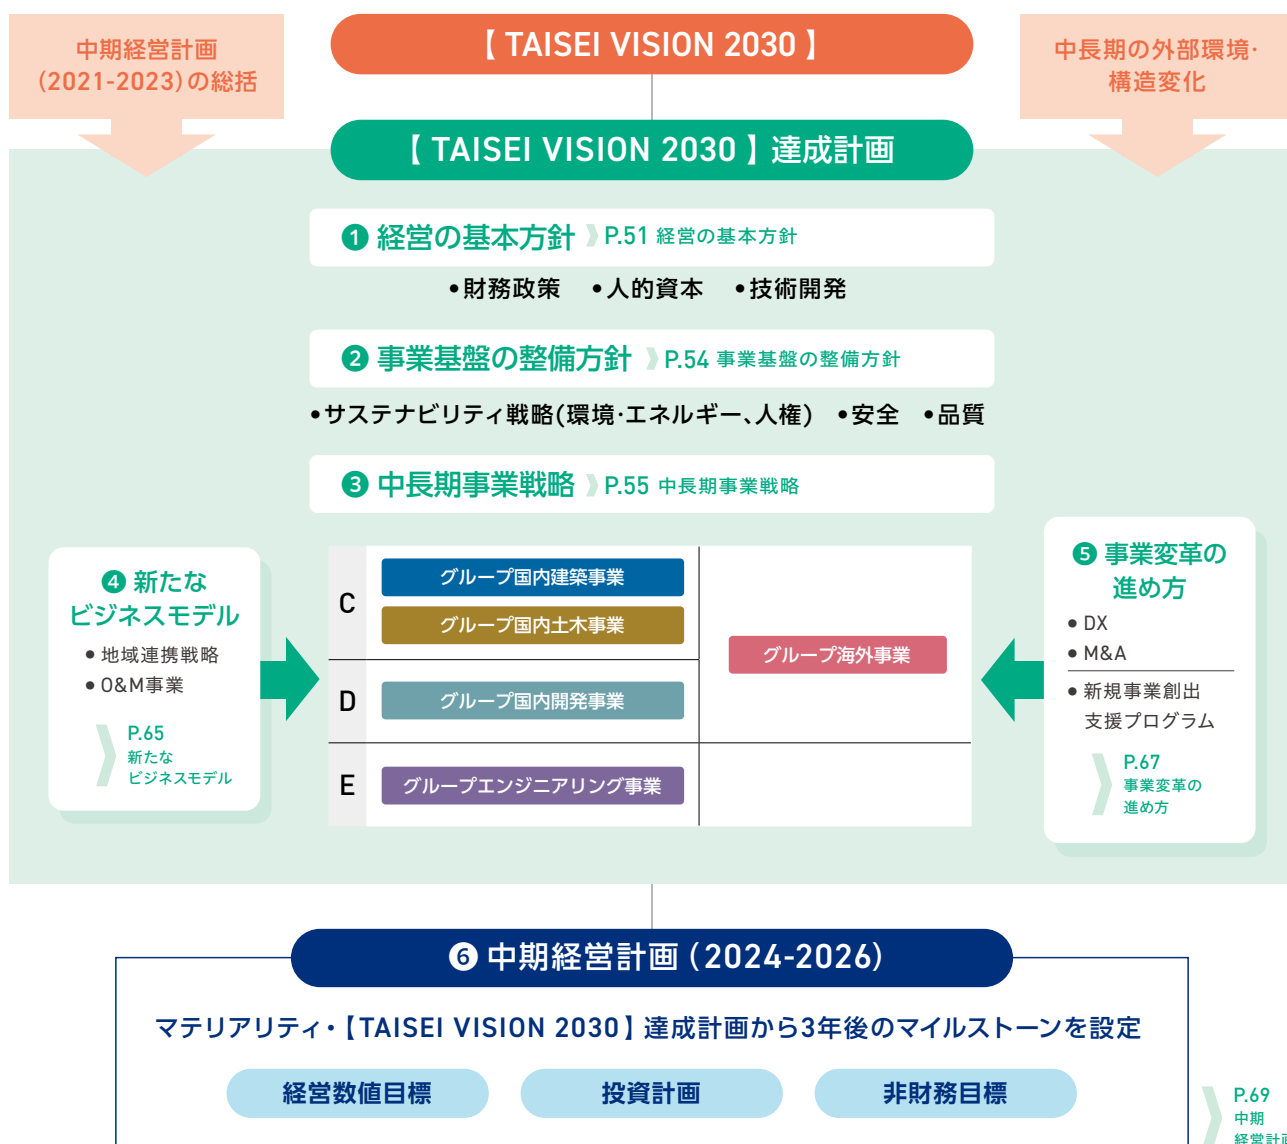 中期経営計画
（2021-2023）の総括
【 TAISEI VISION 2030 】
中長期の外部環境・
構造変化
【 TAISEI VISION 2030 】達成計画
❶ 経営の基本方針 P.51 経営の基本方針
•財務政策 •人的資本 •技術開発
❷ 事業基盤の整備方針 P.54 事業基盤の整備方針
•サステナビリティ戦略(環境・エネルギー、人権) •安全 •品質
❸ 中長期事業戦略 P.55 中長期事業戦略
❹ 新たな
ビジネスモデル
• 地域連携戦略
• O&M事業
P.65
新たな
ビジネスモデル
C
グループ国内建築事業
グループ国内土木事業
グループ海外事業
D
グループ国内開発事業
E
グループエンジニアリング事業
❺ 事業変革の
進め方
• DX
• M&A
• 新規事業創出
支援プログラム
P.67
事業変革の
進め方
❻ 中期経営計画（2024-2026）
マテリアリティ・【TAISEI VISION 2030】達成計画から3年後のマイルストーンを設定
経営数値目標
投資計画
非財務目標
P.69
中期
経営計画